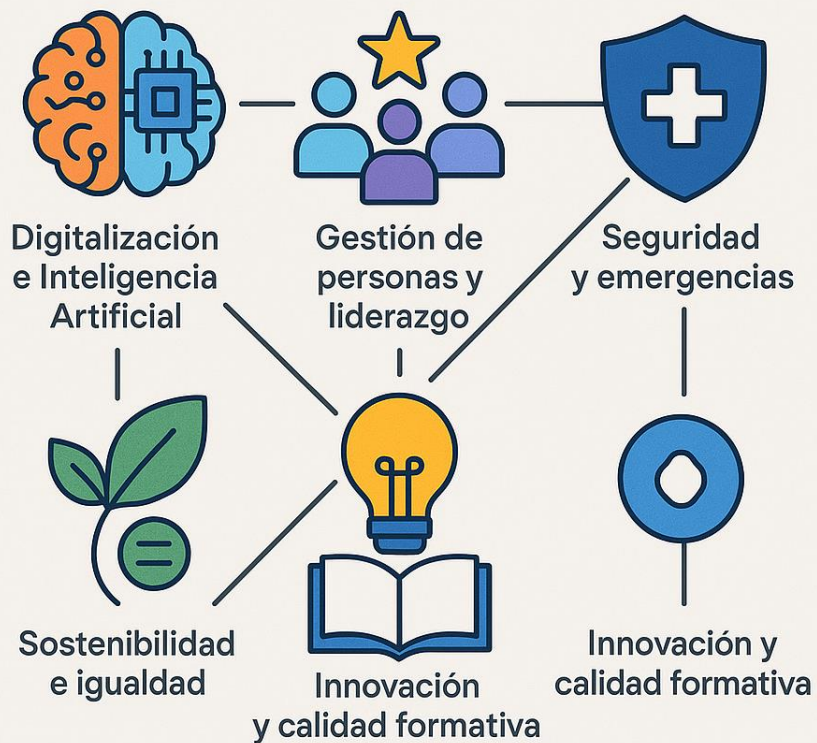 Digitalización
e Inteligencia
Artificial
Gestión de
personas y
liderazgo
Seguridad
y emergencias
Sostenibilidad
e igualdad
Innovación
y calidad formativa
Innovación y
calidad formativa